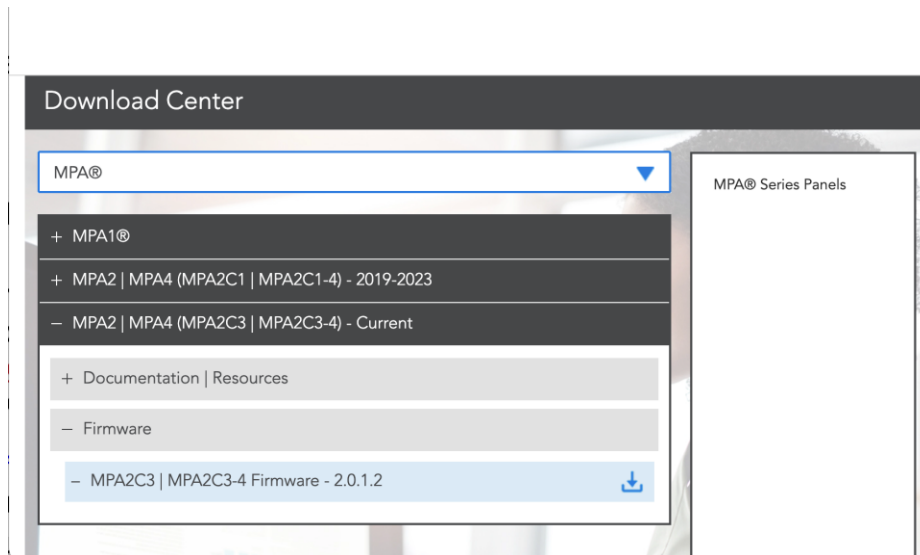 Download Center
MPA®
MPA® Series Panels
+ MPA1®
+ MPA2 | MPA4 (MPA2C1 | MPA2C1-4) - 2019-2023
– MPA2 | MPA4 (MPA2C3 | MPA2C3-4) - Current
+ Documentation | Resources
– Firmware
– MPA2C3 | MPA2C3-4 Firmware - 2.0.1.2